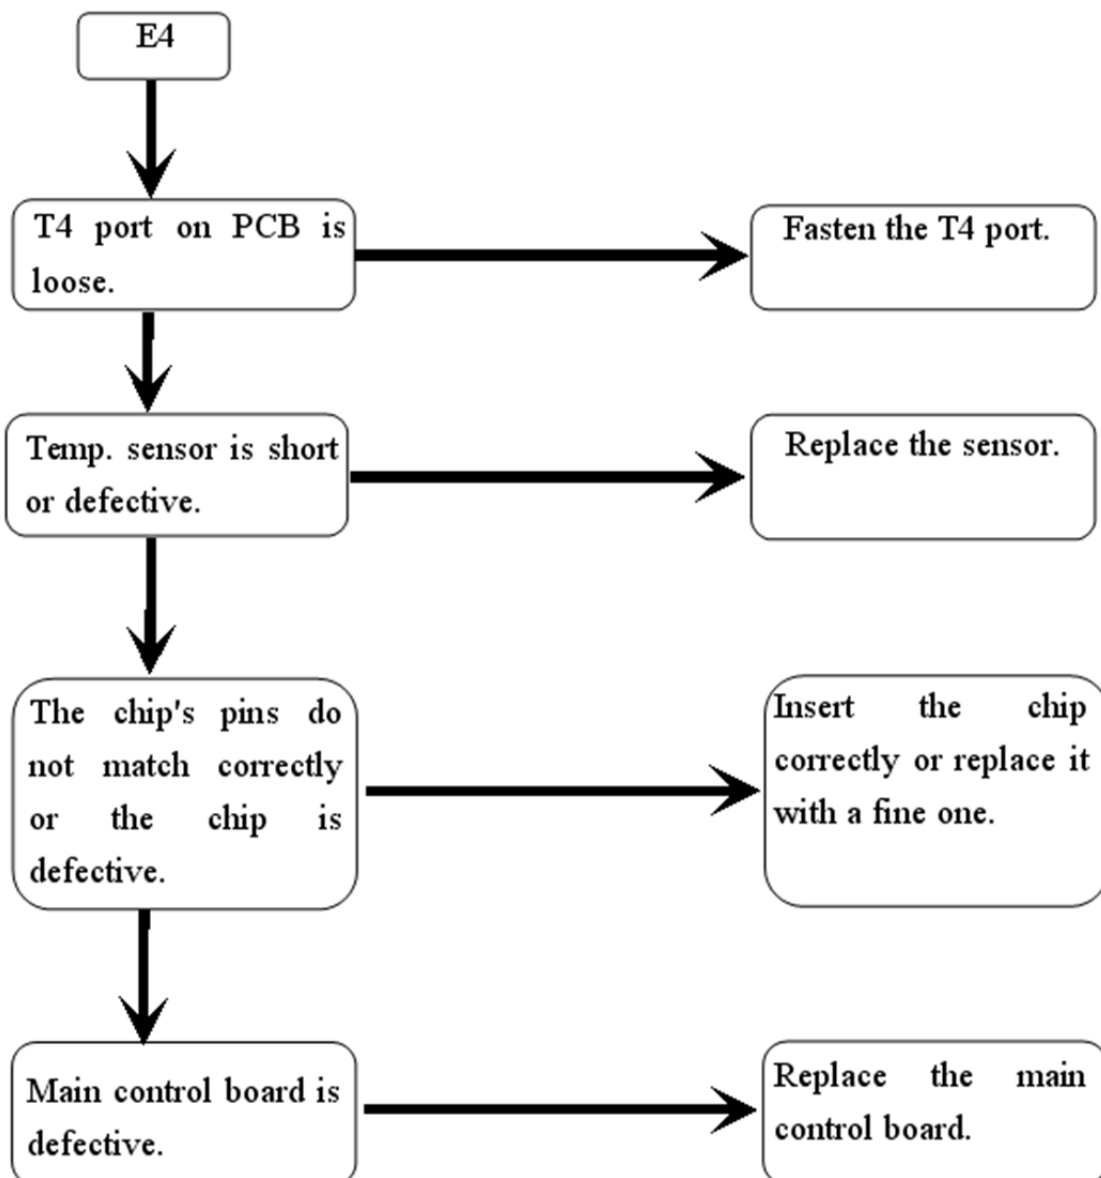 E4
T4 port on PCB is
loose.
Fasten the T4 port.
Temp. sensor is short
or defective.
Replace the sensor.
The chip's pins do
not match correctly
or the chip is
defective.
Insert the chip
correctly or replace it
with a fine one.
Main control board is
defective.
Replace the main
control board.